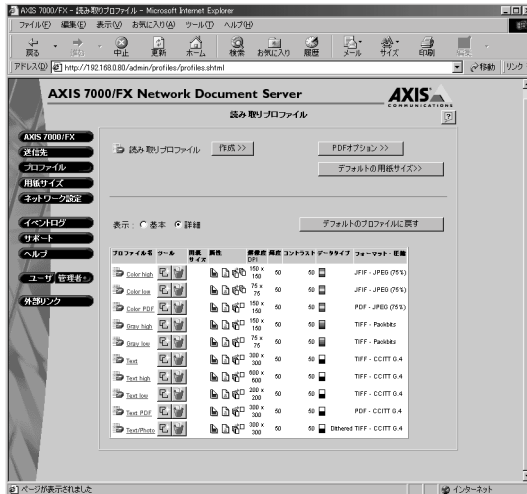 AXIS 7000/FX - 読み取りプロファイル - Microsoft Internet Explorer
ファイル(F) 編集(E) 表示(V) お気に入り(A) ツール(T) ヘルプ(H)
戻る 中止 更新 ホーム 検索 お気に入り 履歴 メール サイズ 印刷 編集
アドレス(D) http://192.168.0.80/admin/profiles/profiles.shtml 移動 リンク
AXIS 7000/FX Network Document Server
AXIS
COMMUNICATIONS
読み取りプロファイル
?
AXIS 7000/FX
送信先
プロファイル
用紙サイズ
ネットワーク設定
イベントログ
サポート
ヘルプ
ユーザ 管理者
外部リンク
読み取りプロファイル 作成 >> PDFオプション >>
デフォルトの用紙サイズ>>
表示: 基本 詳細 デフォルトのプロファイルに戻す
プロファイル名 ツール 用紙サイズ 属性 解像度 DPI 輝度 コントラスト データタイプ フォーマット - 圧縮
Color high 150 x 150 50 50 JFIF - JPEG (75%)
Color low 75 x 75 50 50 JFIF - JPEG (75%)
Color PDF 150 x 150 50 50 PDF - JPEG (75%)
Gray high 150 x 150 50 50 TIFF - Packbits
Gray low 75 x 75 50 50 TIFF - Packbits
Text 300 x 300 50 50 TIFF - CCITT G.4
Text high 600 x 600 50 50 TIFF - CCITT G.4
Text low 200 x 200 50 50 TIFF - CCITT G.4
Text PDF 300 x 300 50 50 PDF - CCITT G.4
Text/Photo 300 x 300 50 50 Dithered TIFF - CCITT G.4
ページが表示されました インターネット